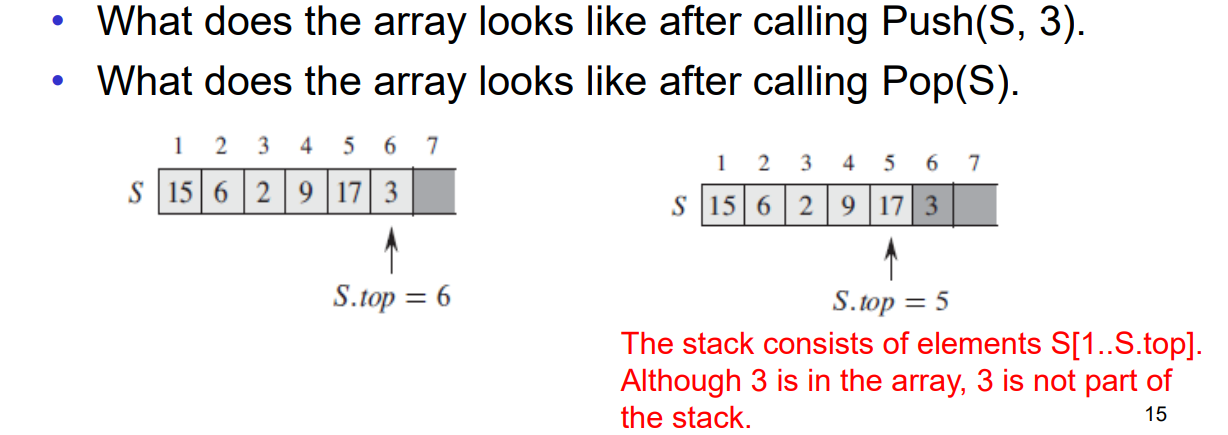 • What does the array looks like after calling Push(S, 3).
• What does the array looks like after calling Pop(S).
1 2 3 4 5 6 7
S 15 6 2 9 17 3
S.top = 6
1 2 3 4 5 6 7
S 15 6 2 9 17 3
S.top = 5
The stack consists of elements S[1..S.top].
Although 3 is in the array, 3 is not part of
the stack.
15